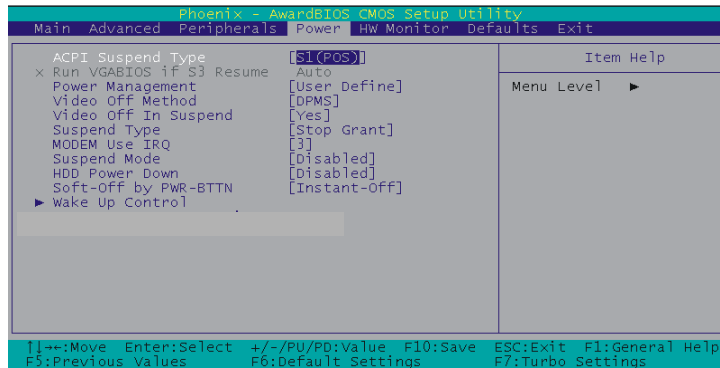 Phoenix - AwardBIOS CMOS Setup Utility
Main Advanced Peripherals Power HW Monitor Defaults Exit
ACPI Suspend Type [S1(POS)]
x Run VGABIOS if S3 Resume Auto
Power Management [User Define]
Video Off Method [DPMS]
Video Off In Suspend [Yes]
Suspend Type [Stop Grant]
MODEM Use IRQ [3]
Suspend Mode [Disabled]
HDD Power Down [Disabled]
Soft-Off by PWR-BTTN [Instant-Off]
► Wake Up Control
Item Help
Menu Level ►
↑↓→←:Move Enter:Select +/-/PU/PD:Value F10:Save ESC:Exit F1:General Help
F5:Previous Values F6:Default Settings F7:Turbo Settings